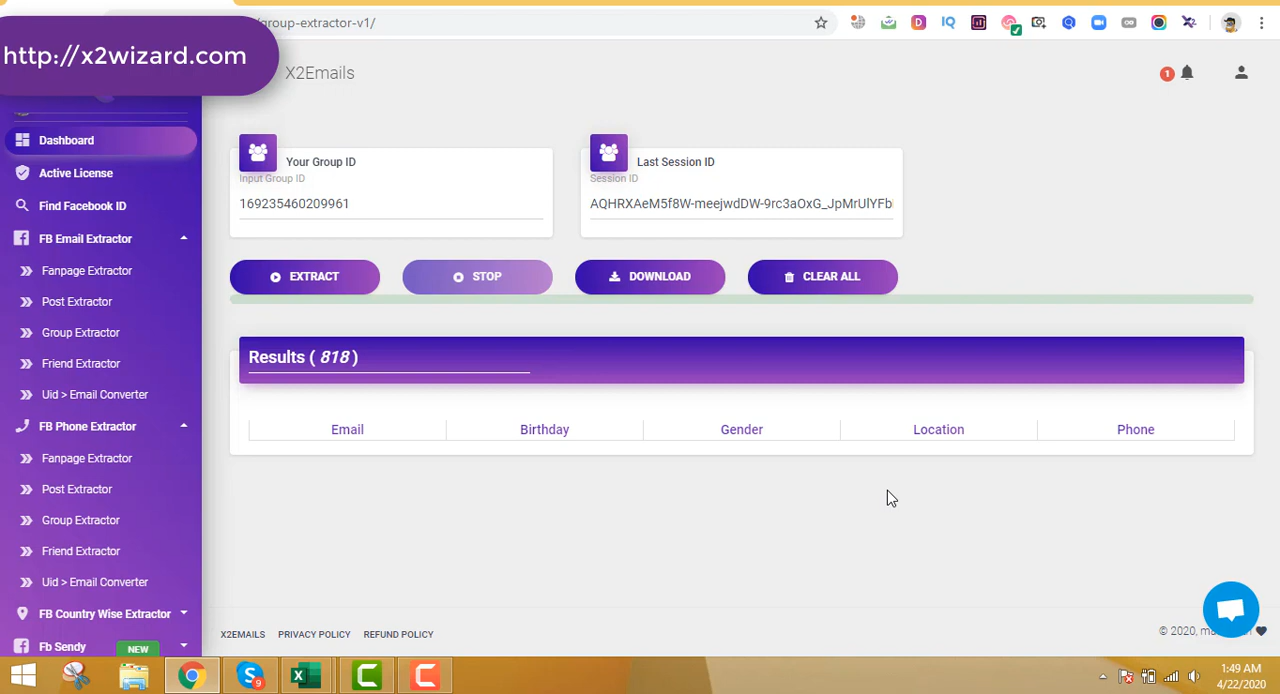 /group-extractor-v1/
http://x2wizard.com
X2Emails
1
Dashboard
Active License
Find Facebook ID
FB Email Extractor
Fanpage Extractor
Post Extractor
Group Extractor
Friend Extractor
Uid > Email Converter
FB Phone Extractor
Fanpage Extractor
Post Extractor
Group Extractor
Friend Extractor
Uid > Email Converter
FB Country Wise Extractor
Fb Sendy
NEW
Your Group ID
Input Group ID
169235460209961
Last Session ID
Session ID
EXTRACT
STOP
DOWNLOAD
CLEAR ALL
Results ( 818 )
Email Birthday Gender Location Phone
X2EMAILS PRIVACY POLICY REFUND POLICY
© 2020,
1:49 AM
4/22/2020